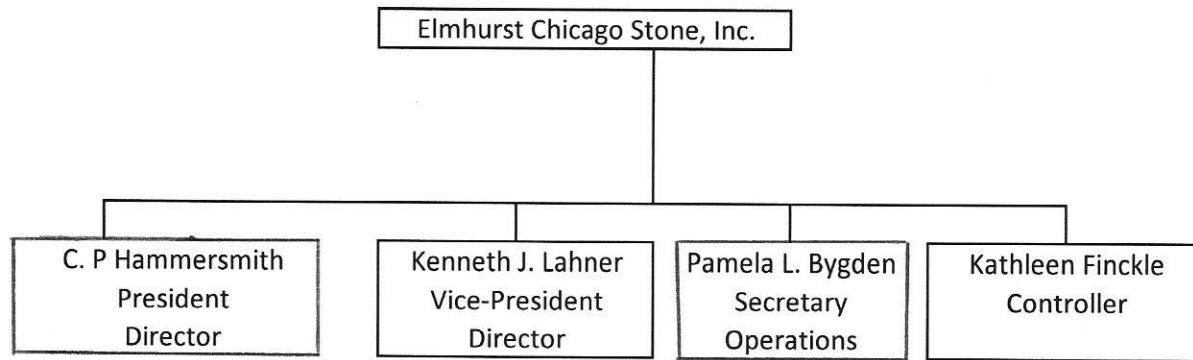 Elmhurst Chicago Stone, Inc.
C. P Hammersmith
President
Director
Kenneth J. Lahner
Vice-President
Director
Pamela L. Bygden
Secretary
Operations
Kathleen Finckle
Controller